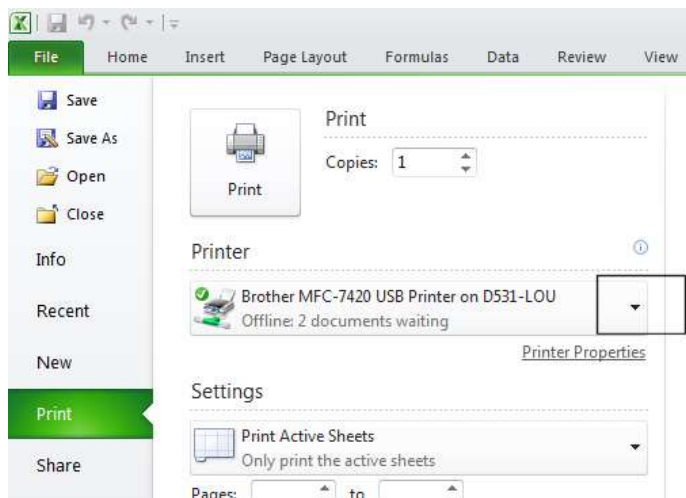 File Home Insert Page Layout Formulas Data Review View
Save
Save As
Open
Close
Info
Recent
New
Print
Share
Print
Print
Copies: 1
Printer
Brother MFC-7420 USB Printer on D531-LOU
Offline: 2 documents waiting
Printer Properties
Settings
Print Active Sheets
Only print the active sheets
Pages: to